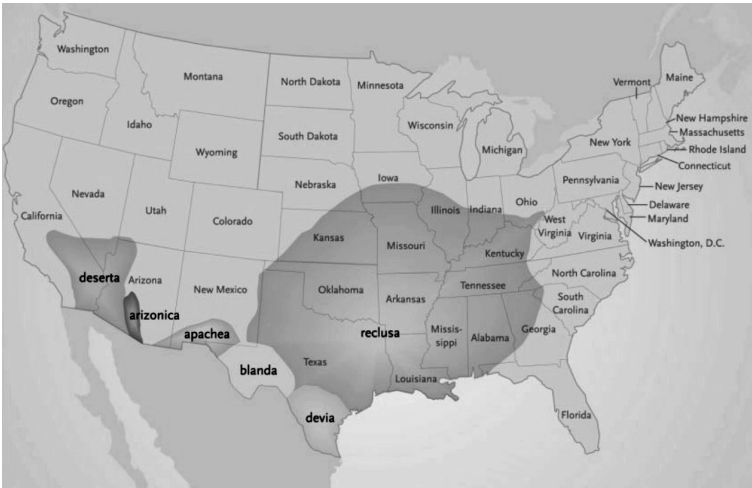 Washington
Montana
North Dakota
Minnesota
Vermont
Maine
Oregon
Idaho
Wyoming
South Dakota
Wisconsin
Michigan
New York
New Hampshire
Massachusetts
Rhode Island
Connecticut
Nebraska
Iowa
Pennsylvania
New Jersey
Nevada
Utah
Colorado
Illinois
Indiana
Ohio
Delaware
Maryland
California
Kansas
Missouri
West
Virginia
Virginia
Washington, D.C.
Kentucky
deserta
Arizona
New Mexico
Oklahoma
Arkansas
Tennessee
North Carolina
South
Carolina
arizonica
apachea
reclusa
Missis-
sippi
Alabama
Georgia
blanda
Texas
Louisiana
devia
Florida